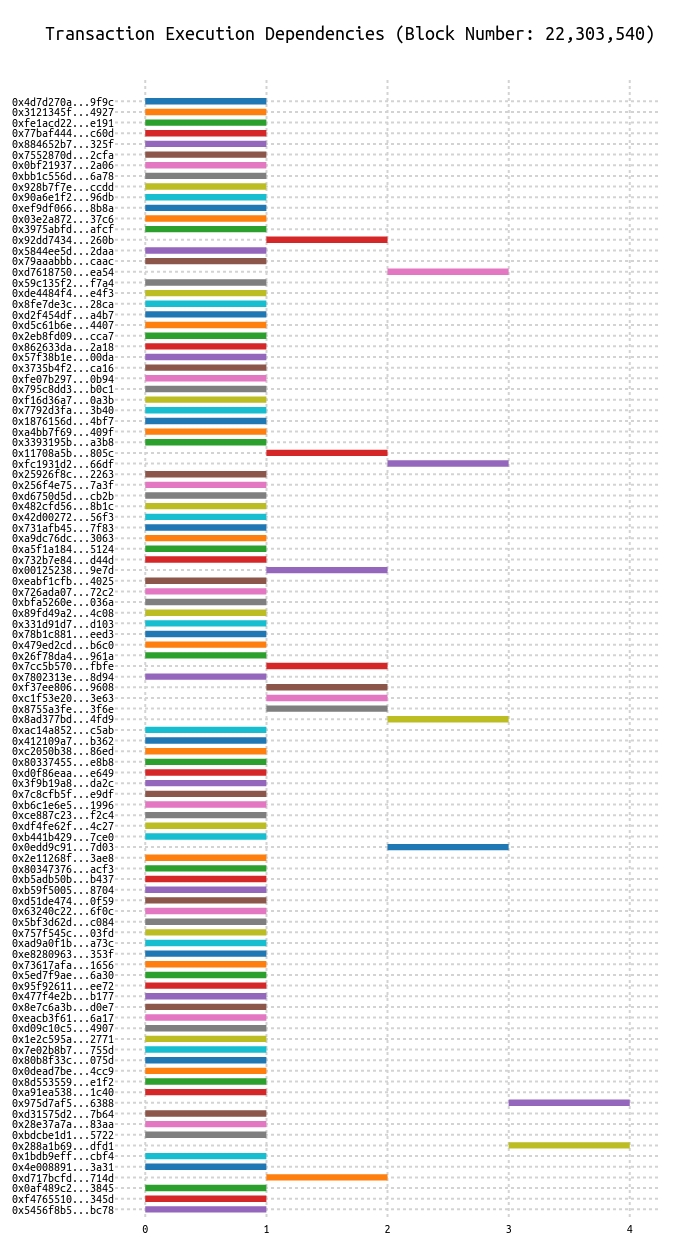 Transaction Execution Dependencies (Block Number: 22,303,540)
0x4d7d270a...9f9c
0x3121345f...4927
0xfe1acd22...e191
0x77baf444...c60d
0x884652b7...325f
0x7552870d...2cfa
0x0bf21937...2a06
0xbb1c556d...6a78
0x928b7f7e...ccdd
0x90a6e1f2...96db
0xef9df066...8b8a
0x03e2a872...37c6
0x3975abfd...afcf
0x92dd7434...260b
0x5844ee5d...2daa
0x79aaabbb...caac
0xd7618750...ea54
0x59c135f2...f7a4
0xde4484f4...e4f3
0x8fe7de3c...28ca
0xd2f454df...a4b7
0xd5c61b6e...4407
0x2eb8fd09...cca7
0x862633da...2a18
0x57f38b1e...00da
0x3735b4f2...ca16
0xfe07b297...0b94
0x795c8dd3...b0c1
0xf16d36a7...0a3b
0x7792d3fa...3b40
0x1876156d...4bf7
0xa4bb7f69...409f
0x3393195b...a3b8
0x11708a5b...805c
0xfc1931d2...66df
0x25926f8c...2263
0x256f4e75...7a3f
0xd6750d5d...cb2b
0x482cfd56...8b1c
0x42d00272...56f3
0x731afb45...7f83
0xa9dc76dc...3063
0xa5f1a184...5124
0x732b7e84...d44d
0x00125238...9e7d
0xeabf1cfb...4025
0x726ada07...72c2
0xbfa5260e...036a
0x89fd49a2...4c08
0x331d91d7...d103
0x78b1c881...eed3
0x479ed2cd...b6c0
0x26f78da4...961a
0x7cc5b570...fbfe
0x7802313e...8d94
0xf37ee806...9608
0xc1f53e20...3e63
0x8755a3fe...3f6e
0x8ad377bd...4fd9
0xac14a852...c5ab
0x412109a7...b362
0xc2050b38...86ed
0x80337455...e8b8
0xd0f86eaa...e649
0x3f9b19a8...da2c
0x7c8cfb5f...e9df
0xb6c1e6e5...1996
0xce887c23...f2c4
0xdf4fe62f...4c27
0xb441b429...7ce0
0x0edd9c91...7d03
0x2e11268f...3ae8
0x80347376...acf3
0xb5adb50b...b437
0xb59f5005...8704
0xd51de474...0f59
0x63240c22...6f0c
0x5bf3d62d...c084
0x757f545c...03fd
0xad9a0f1b...a73c
0xe8280963...353f
0x73617afa...1656
0x5ed7f9ae...6a30
0x95f92611...ee72
0x477f4e2b...b177
0x8e7c6a3b...d0e7
0xeacb3f61...6a17
0xd09c10c5...4907
0x1e2c595a...2771
0x7e02b8b7...755d
0x80b8f33c...075d
0x0dead7be...4cc9
0x8d553559...e1f2
0xa91ea538...1c40
0x975d7af5...6388
0xd31575d2...7b64
0x28e37a7a...83aa
0xbdcbe1d1...5722
0x288a1b69...dfd1
0x1bdb9eff...cbf4
0x4e008891...3a31
0xd717bcfd...714d
0x0af489c2...3845
0xf4765510...345d
0x5456f8b5...bc78
0 1 2 3 4